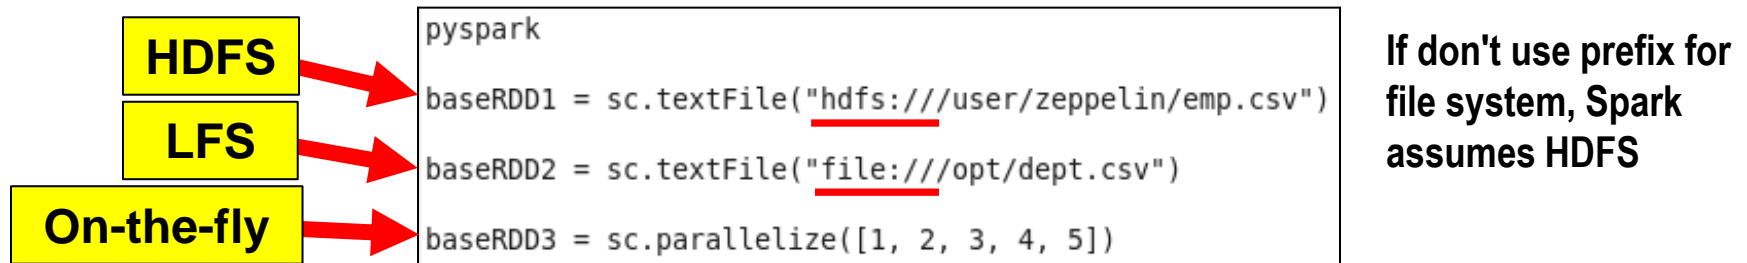 HDFS
LFS
On-the-fly
pyspark
baseRDD1 = sc.textFile("hdfs:///user/zeppelin/emp.csv")
baseRDD2 = sc.textFile("file:///opt/dept.csv")
baseRDD3 = sc.parallelize([1, 2, 3, 4, 5])
If don't use prefix for
file system, Spark
assumes HDFS